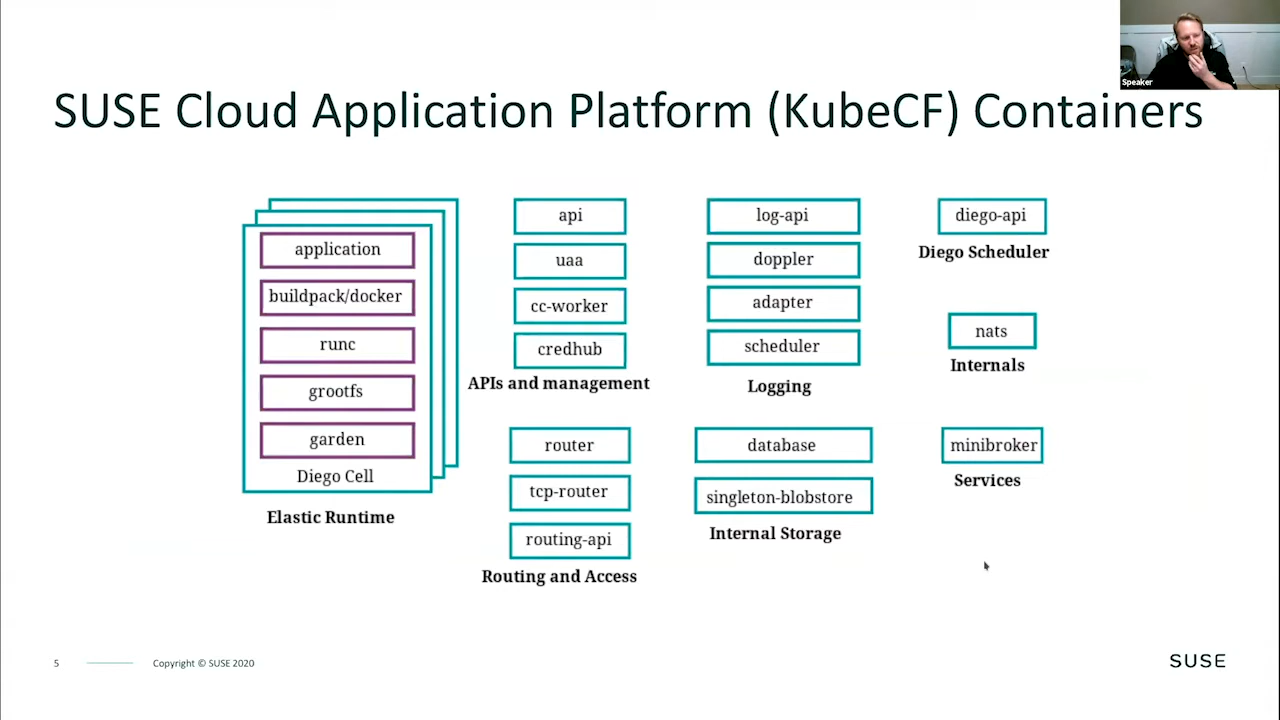 Speaker
SUSE Cloud Application Platform (KubeCF) Containers
application
buildpack/docker
runc
grootfs
garden
Diego Cell
Elastic Runtime
api
uaa
cc-worker
credhub
APIs and management
router
tcp-router
routing-api
Routing and Access
log-api
doppler
adapter
scheduler
Logging
database
singleton-blobstore
Internal Storage
diego-api
Diego Scheduler
nats
Internals
minibroker
Services
5
Copyright © SUSE 2020
SUSE